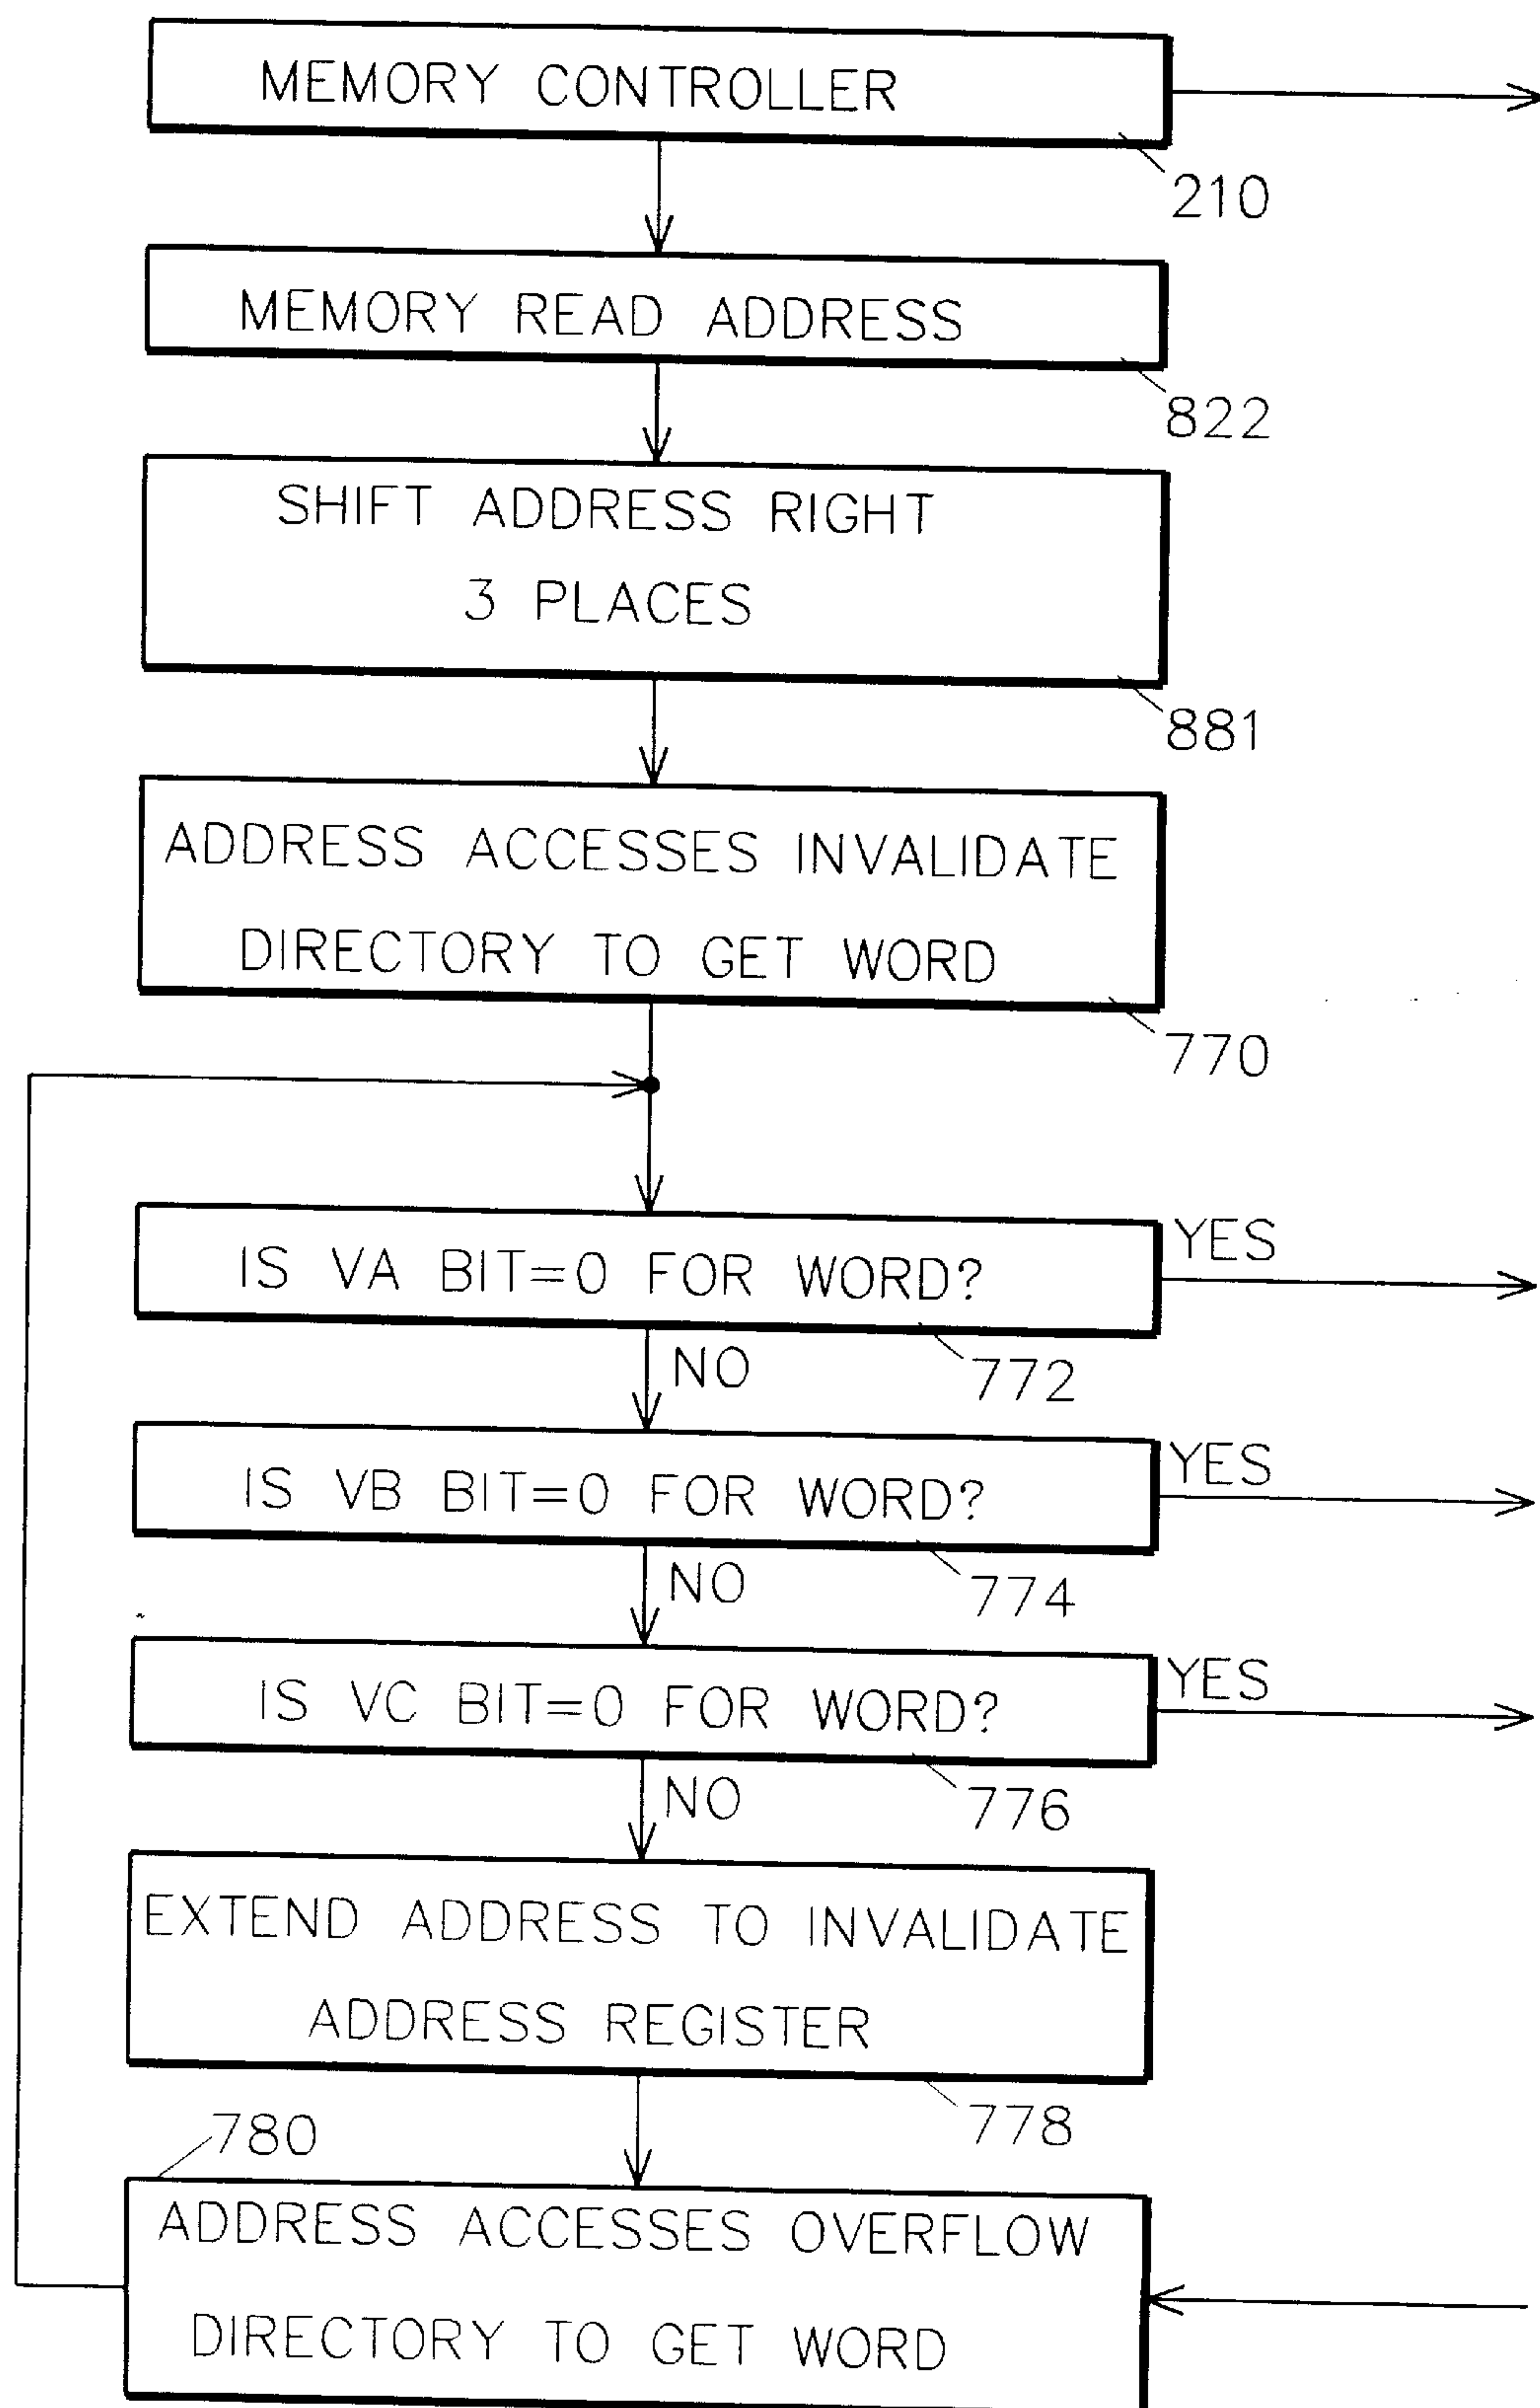 MEMORY CONTROLLER
210
MEMORY READ ADDRESS
822
SHIFT ADDRESS RIGHT
3 PLACES
881
ADDRESS ACCESSES INVALIDATE
DIRECTORY TO GET WORD
770
IS VA BIT=0 FOR WORD?
YES
NO
772
IS VB BIT=0 FOR WORD?
YES
NO
774
IS VC BIT=0 FOR WORD?
YES
NO
776
EXTEND ADDRESS TO INVALIDATE
ADDRESS REGISTER
778
780
ADDRESS ACCESSES OVERFLOW
DIRECTORY TO GET WORD